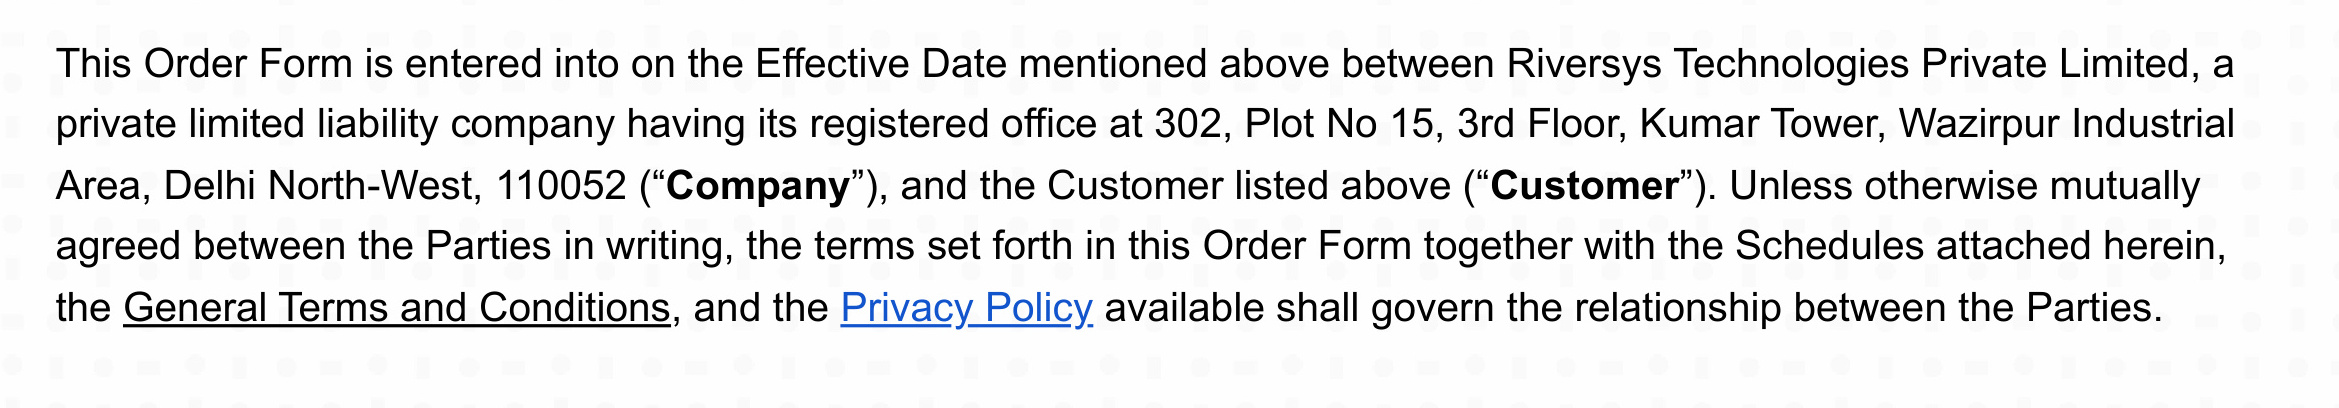 This Order Form is entered into on the Effective Date mentioned above between Riversys Technologies Private Limited, a
private limited liability company having its registered office at 302, Plot No 15, 3rd Floor, Kumar Tower, Wazirpur Industrial
Area, Delhi North-West, 110052 (“Company”), and the Customer listed above (“Customer”). Unless otherwise mutually
agreed between the Parties in writing, the terms set forth in this Order Form together with the Schedules attached herein,
the General Terms and Conditions, and the Privacy Policy available shall govern the relationship between the Parties.